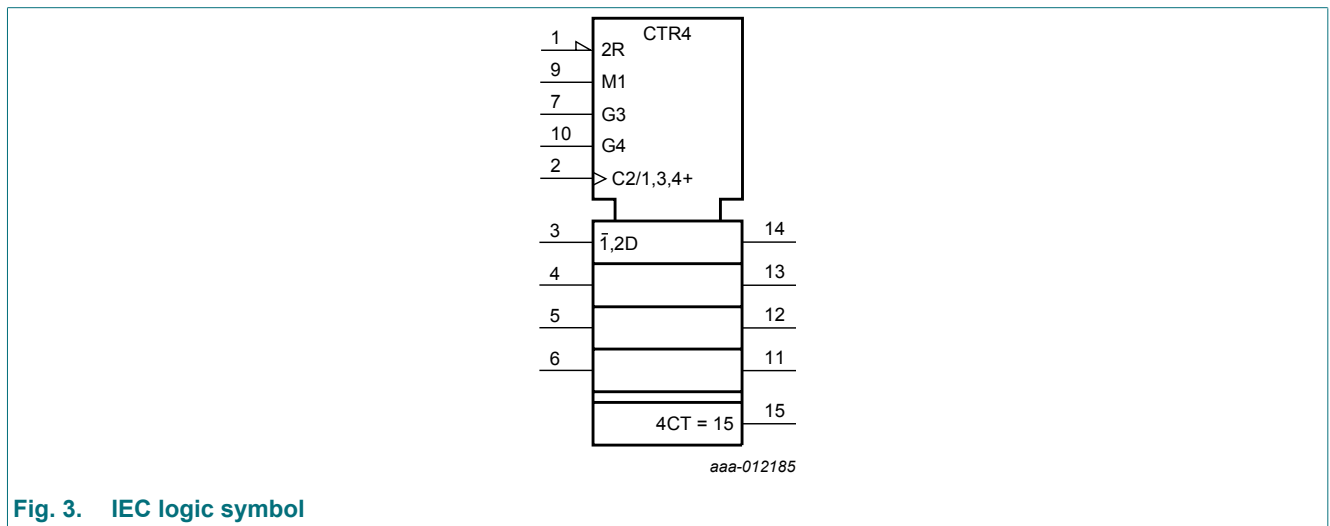 CTR4
1
2R
9
M1
7
G3
10
G4
2
C2/1,3,4+
3
1̄,2D
14
4
13
5
12
6
11
4CT = 15
15
aaa-012185
Fig. 3. IEC logic symbol